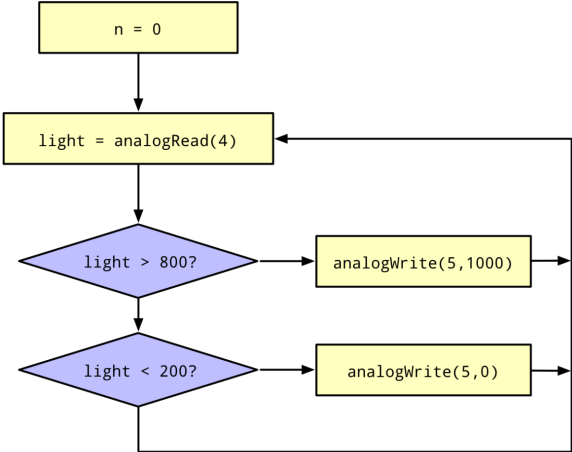 n = 0
light = analogRead(4)
light > 800?
analogWrite(5,1000)
light < 200?
analogWrite(5,0)